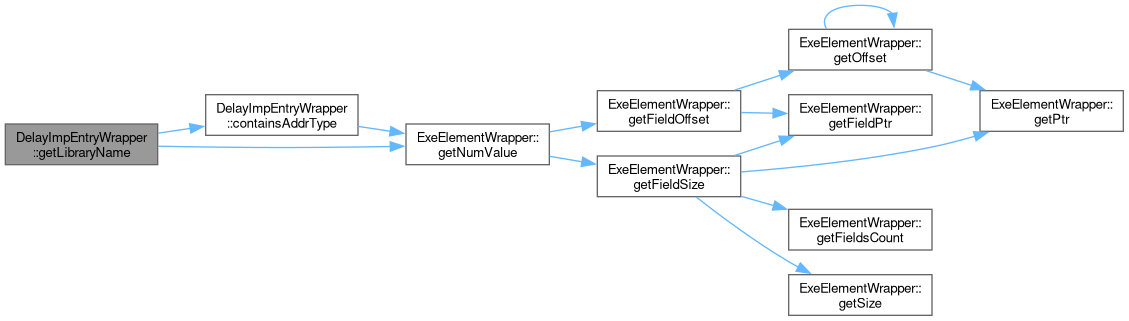 DelayImpEntryWrapper
::getLibraryName
DelayImpEntryWrapper
::containsAddrType
ExeElementWrapper::
getNumValue
ExeElementWrapper::
getFieldOffset
ExeElementWrapper::
getFieldSize
ExeElementWrapper::
getOffset
ExeElementWrapper::
getFieldPtr
ExeElementWrapper::
getFieldsCount
ExeElementWrapper::
getSize
ExeElementWrapper::
getPtr